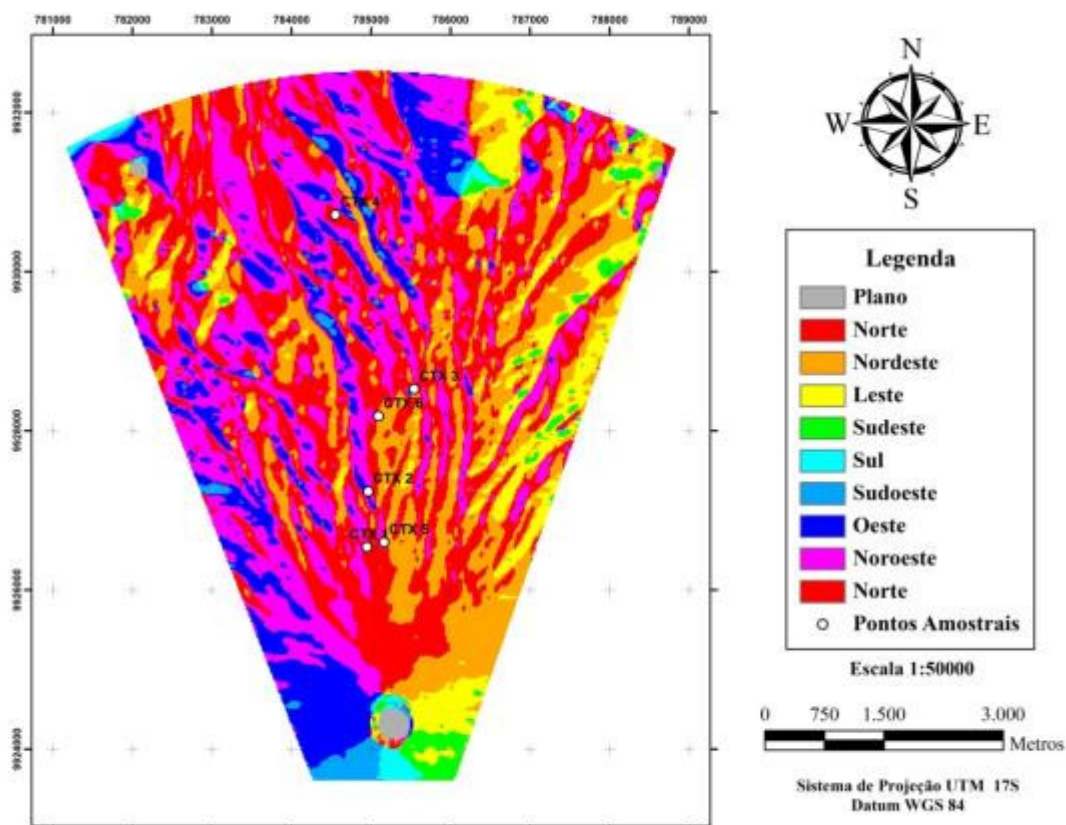 781000 782000 783000 784000 785000 786000 787000 788000 789000
9932000
9930000
9928000
9926000
9924000
CTX 4
CTX 3
CTX 6
CTX 2
CTX 1
CTX 5
N
W
E
S
Legenda
Plano
Norte
Nordeste
Leste
Sudeste
Sul
Sudoeste
Oeste
Noroeste
Norte
Pontos Amostrais
Escala 1:50000
0 750 1.500 3.000
Metros
Sistema de Projeção UTM 17S
Datum WGS 84